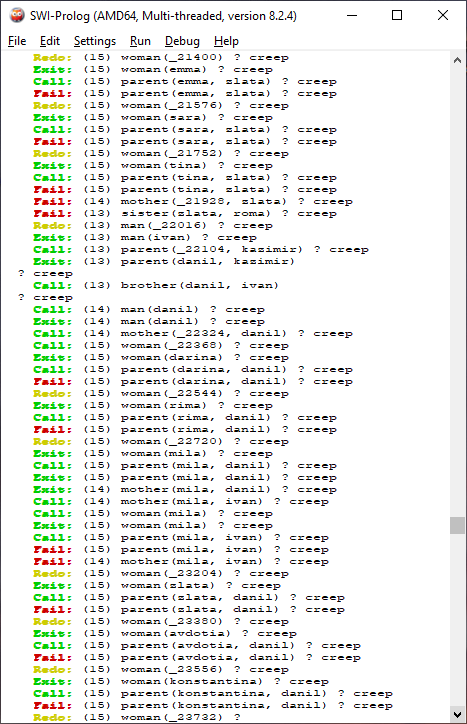 SWI-Prolog (AMD64, Multi-threaded, version 8.2.4)
File Edit Settings Run Debug Help
Redo: (15) woman(_21400) ? creep
Exit: (15) woman(emma) ? creep
Call: (15) parent(emma, zlata) ? creep
Fail: (15) parent(emma, zlata) ? creep
Redo: (15) woman(_21576) ? creep
Exit: (15) woman(sara) ? creep
Call: (15) parent(sara, zlata) ? creep
Fail: (15) parent(sara, zlata) ? creep
Redo: (15) woman(_21752) ? creep
Exit: (15) woman(tina) ? creep
Call: (15) parent(tina, zlata) ? creep
Fail: (15) parent(tina, zlata) ? creep
Fail: (14) mother(_21928, zlata) ? creep
Fail: (13) sister(zlata, roma) ? creep
Redo: (13) man(_22016) ? creep
Exit: (13) man(ivan) ? creep
Call: (13) parent(_22104, kazimir) ? creep
Exit: (13) parent(danil, kazimir)
? creep
Call: (13) brother(danil, ivan)
? creep
Call: (14) man(danil) ? creep
Exit: (14) man(danil) ? creep
Call: (14) mother(_22324, danil) ? creep
Call: (15) woman(_22368) ? creep
Exit: (15) woman(darina) ? creep
Call: (15) parent(darina, danil) ? creep
Fail: (15) parent(darina, danil) ? creep
Redo: (15) woman(_22544) ? creep
Exit: (15) woman(rima) ? creep
Call: (15) parent(rima, danil) ? creep
Fail: (15) parent(rima, danil) ? creep
Redo: (15) woman(_22720) ? creep
Exit: (15) woman(mila) ? creep
Call: (15) parent(mila, danil) ? creep
Exit: (15) parent(mila, danil) ? creep
Exit: (14) mother(mila, danil) ? creep
Call: (14) mother(mila, ivan) ? creep
Call: (15) woman(mila) ? creep
Exit: (15) woman(mila) ? creep
Call: (15) parent(mila, ivan) ? creep
Fail: (15) parent(mila, ivan) ? creep
Fail: (14) mother(mila, ivan) ? creep
Redo: (15) woman(_23204) ? creep
Exit: (15) woman(zlata) ? creep
Call: (15) parent(zlata, danil) ? creep
Fail: (15) parent(zlata, danil) ? creep
Redo: (15) woman(_23380) ? creep
Exit: (15) woman(avdotia) ? creep
Call: (15) parent(avdotia, danil) ? creep
Fail: (15) parent(avdotia, danil) ? creep
Redo: (15) woman(_23556) ? creep
Exit: (15) woman(konstantina) ? creep
Call: (15) parent(konstantina, danil) ? creep
Fail: (15) parent(konstantina, danil) ? creep
Redo: (15) woman(_23732) ?